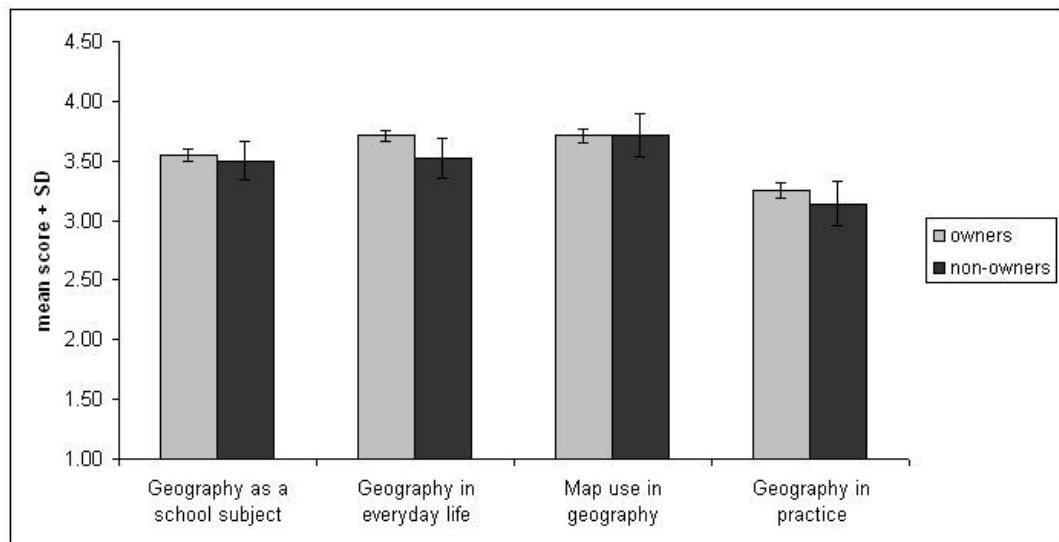 4.50
4.00
3.50
3.00
2.50
2.00
1.50
1.00
mean score + SD
Geography as a
school subject
Geography in
everyday life
Map use in
geography
Geography in
practice
owners
non-owners